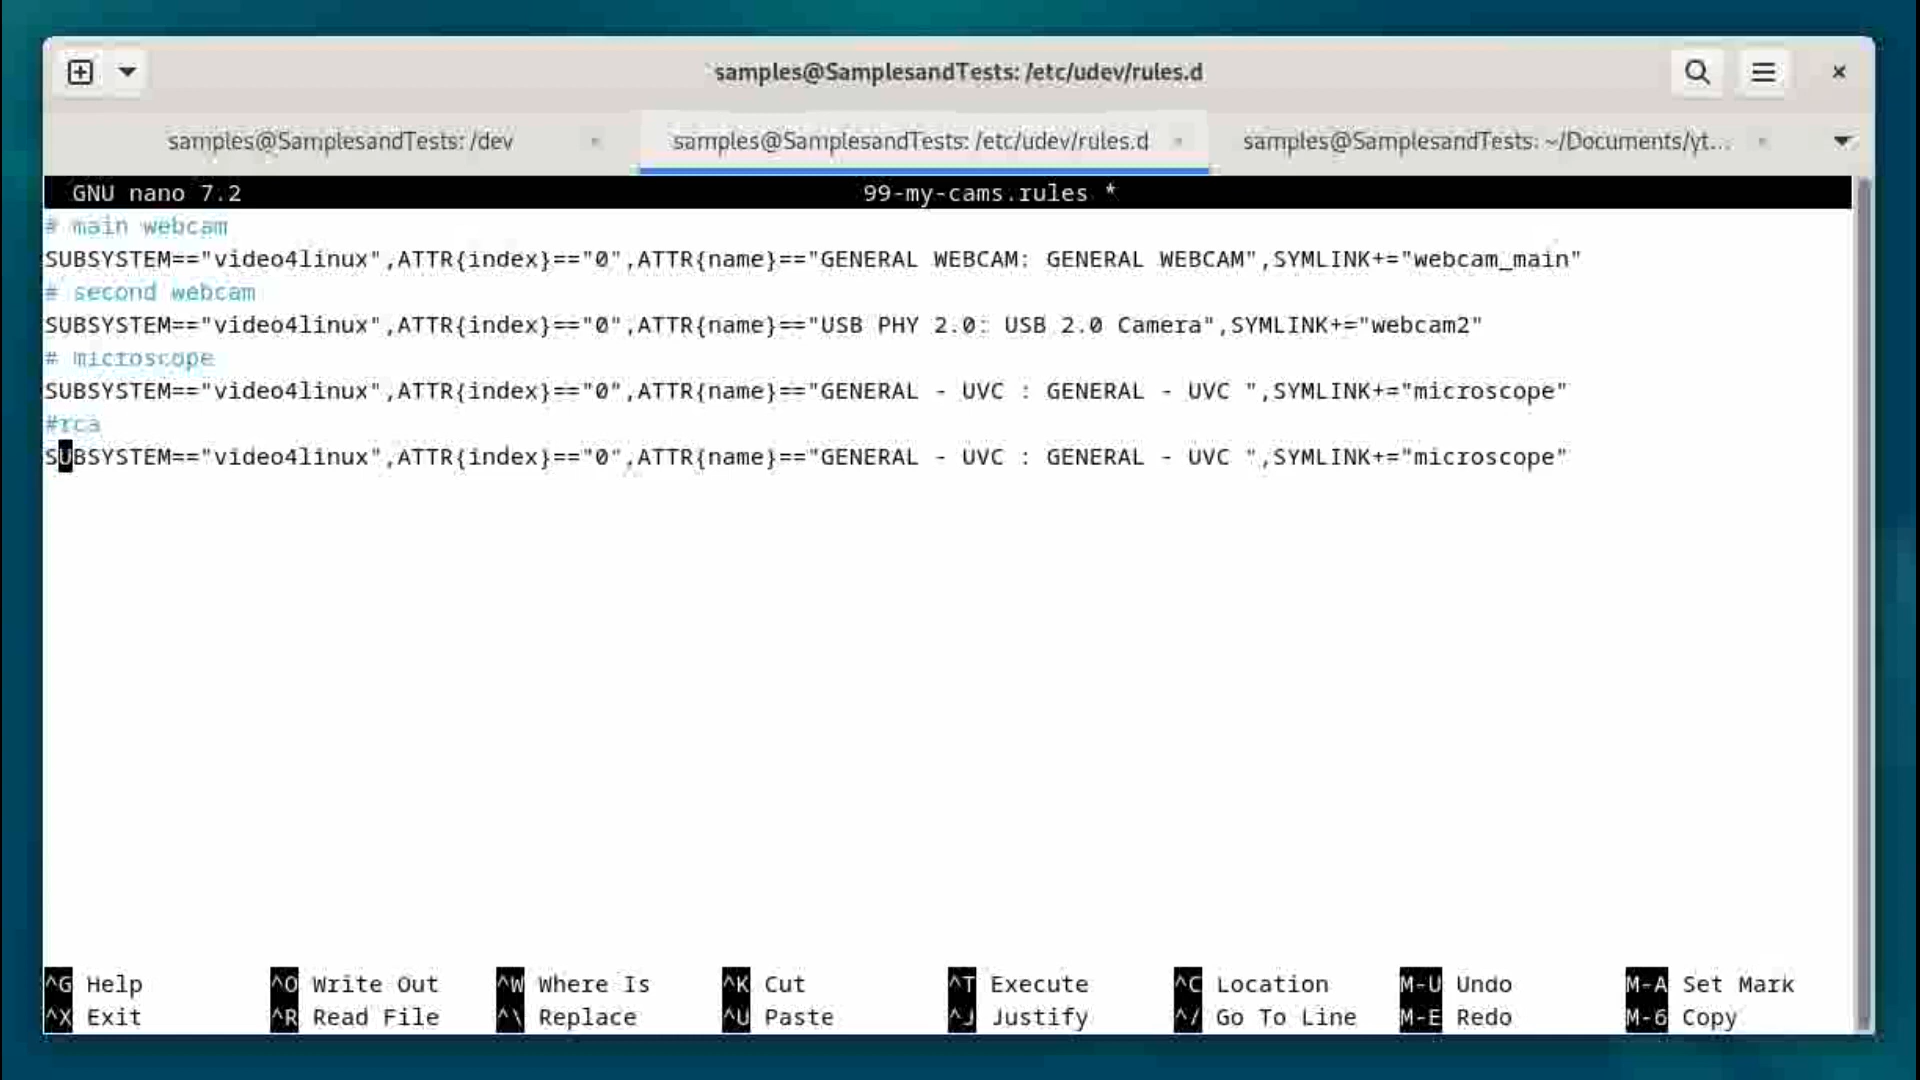 samples@SamplesandTests: /etc/udev/rules.d
samples@SamplesandTests: /dev
samples@SamplesandTests: /etc/udev/rules.d
samples@SamplesandTests: ~/Documents/yt...
GNU nano 7.2 99-my-cams.rules *
# main webcam
SUBSYSTEM=="video4linux",ATTR{index}=="0",ATTR{name}=="GENERAL WEBCAM: GENERAL WEBCAM",SYMLINK+="webcam_main"
# second webcam
SUBSYSTEM=="video4linux",ATTR{index}=="0",ATTR{name}=="USB PHY 2.0: USB 2.0 Camera",SYMLINK+="webcam2"
# microscope
SUBSYSTEM=="video4linux",ATTR{index}=="0",ATTR{name}=="GENERAL - UVC : GENERAL - UVC ",SYMLINK+="microscope"
#rca
SUBSYSTEM=="video4linux",ATTR{index}=="0",ATTR{name}=="GENERAL - UVC : GENERAL - UVC ",SYMLINK+="microscope"
^G Help ^O Write Out ^W Where Is ^K Cut ^T Execute ^C Location M-U Undo M-A Set Mark
^X Exit ^R Read File ^\ Replace ^U Paste ^J Justify ^/ Go To Line M-E Redo M-6 Copy